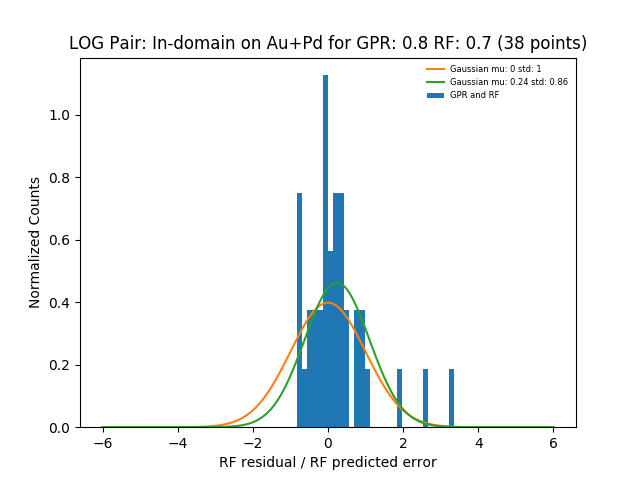 LOG Pair: In-domain on Au+Pd for GPR: 0.8 RF: 0.7 (38 points)
Gaussian mu: 0 std: 1
Gaussian mu: 0.24 std: 0.86
GPR and RF
Normalized Counts
1.0
0.8
0.6
0.4
0.2
0.0
−6 −4 −2 0 2 4 6
RF residual / RF predicted error